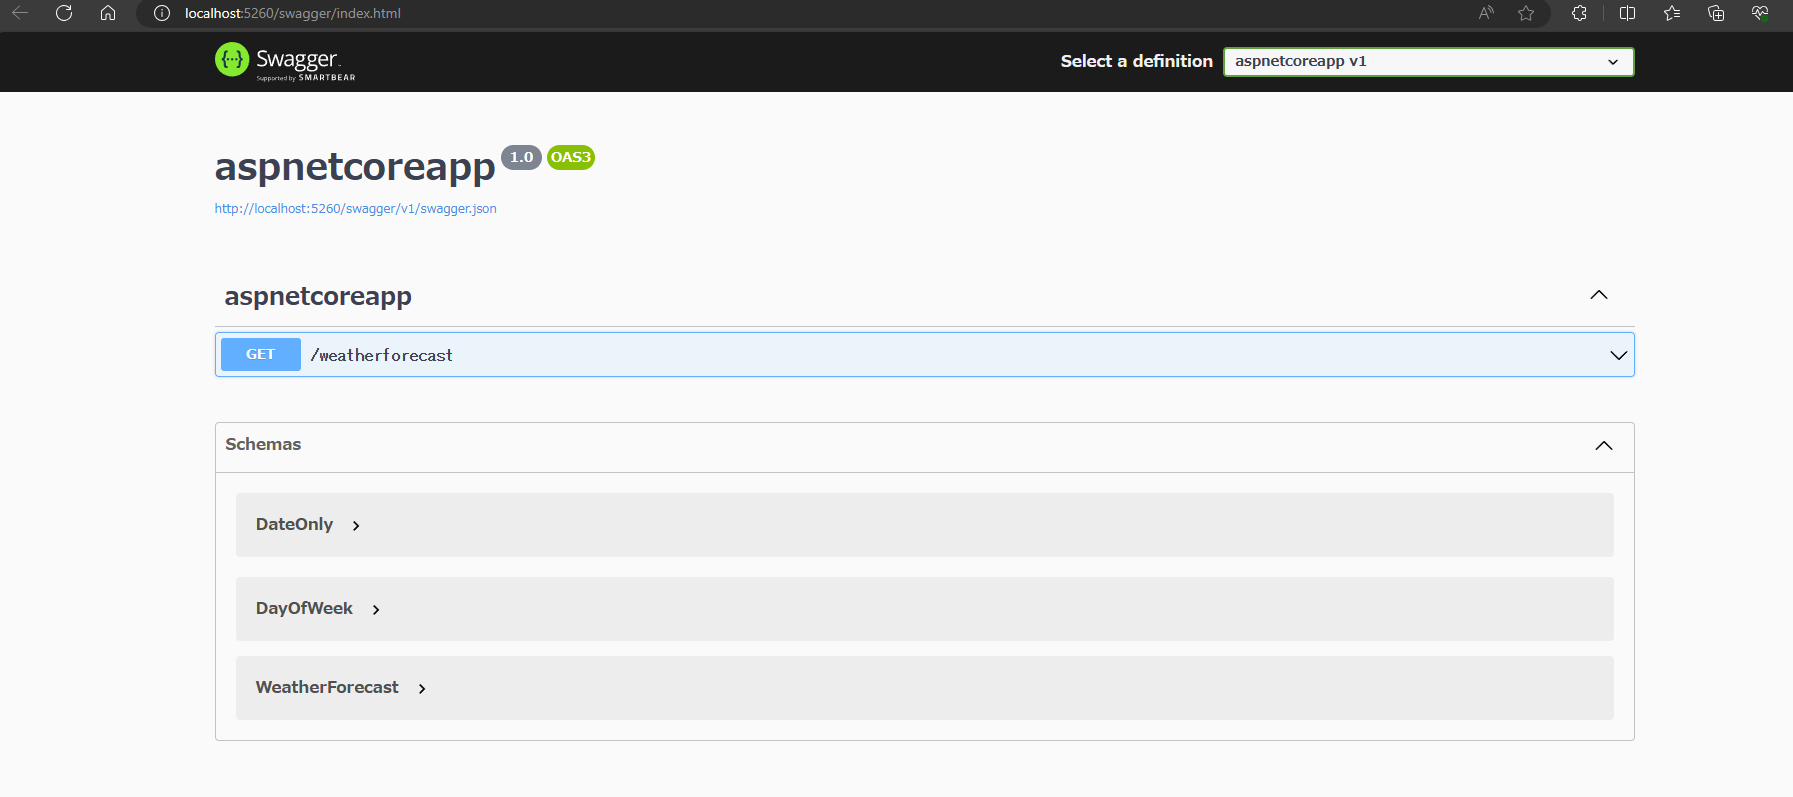 localhost:5260/swagger/index.html
Swagger
Supported by SMARTBEAR
Select a definition
aspnetcoreapp v1
aspnetcoreapp 1.0 OAS3
http://localhost:5260/swagger/v1/swagger.json
aspnetcoreapp
GET /weatherforecast
Schemas
DateOnly
DayOfWeek
WeatherForecast